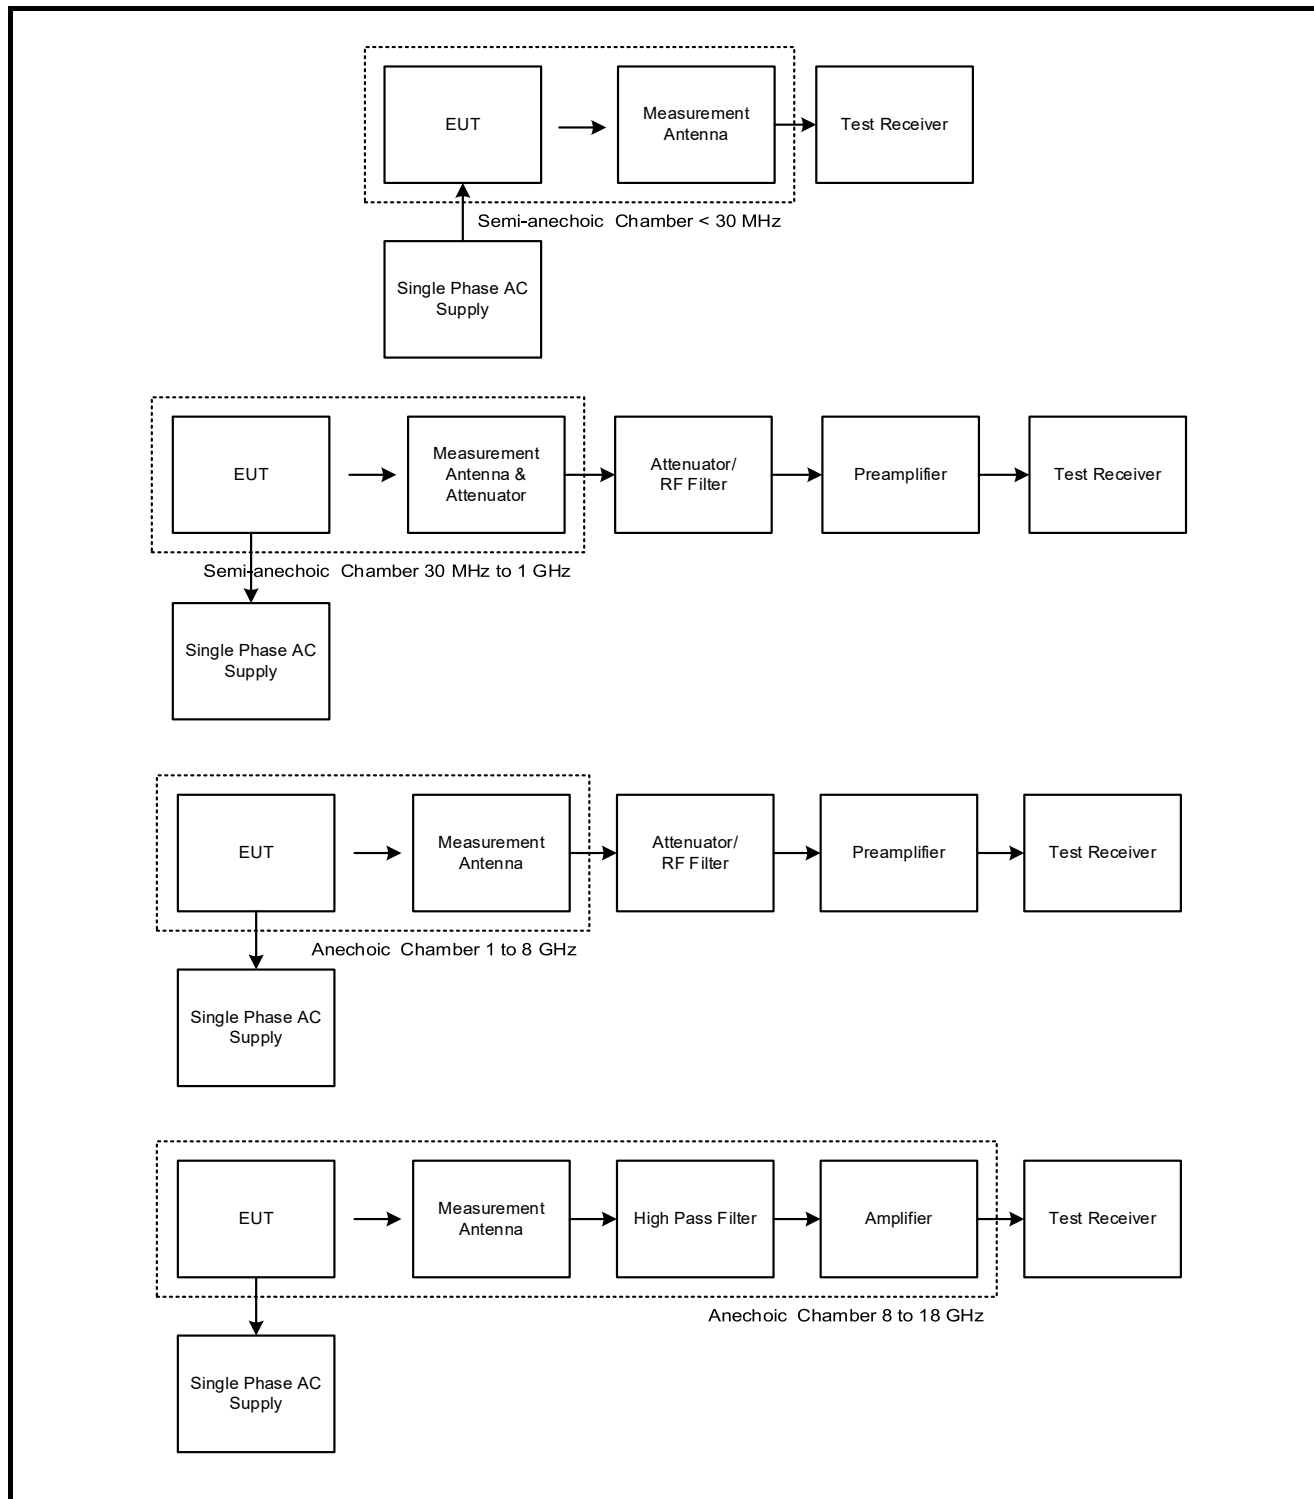 EUT
Measurement
Antenna
Test Receiver
Semi-anechoic Chamber < 30 MHz
Single Phase AC
Supply
EUT
Measurement
Antenna &
Attenuator
Attenuator/
RF Filter
Preamplifier
Test Receiver
Semi-anechoic Chamber 30 MHz to 1 GHz
Single Phase AC
Supply
EUT
Measurement
Antenna
Attenuator/
RF Filter
Preamplifier
Test Receiver
Anechoic Chamber 1 to 8 GHz
Single Phase AC
Supply
EUT
Measurement
Antenna
High Pass Filter
Amplifier
Test Receiver
Anechoic Chamber 8 to 18 GHz
Single Phase AC
Supply